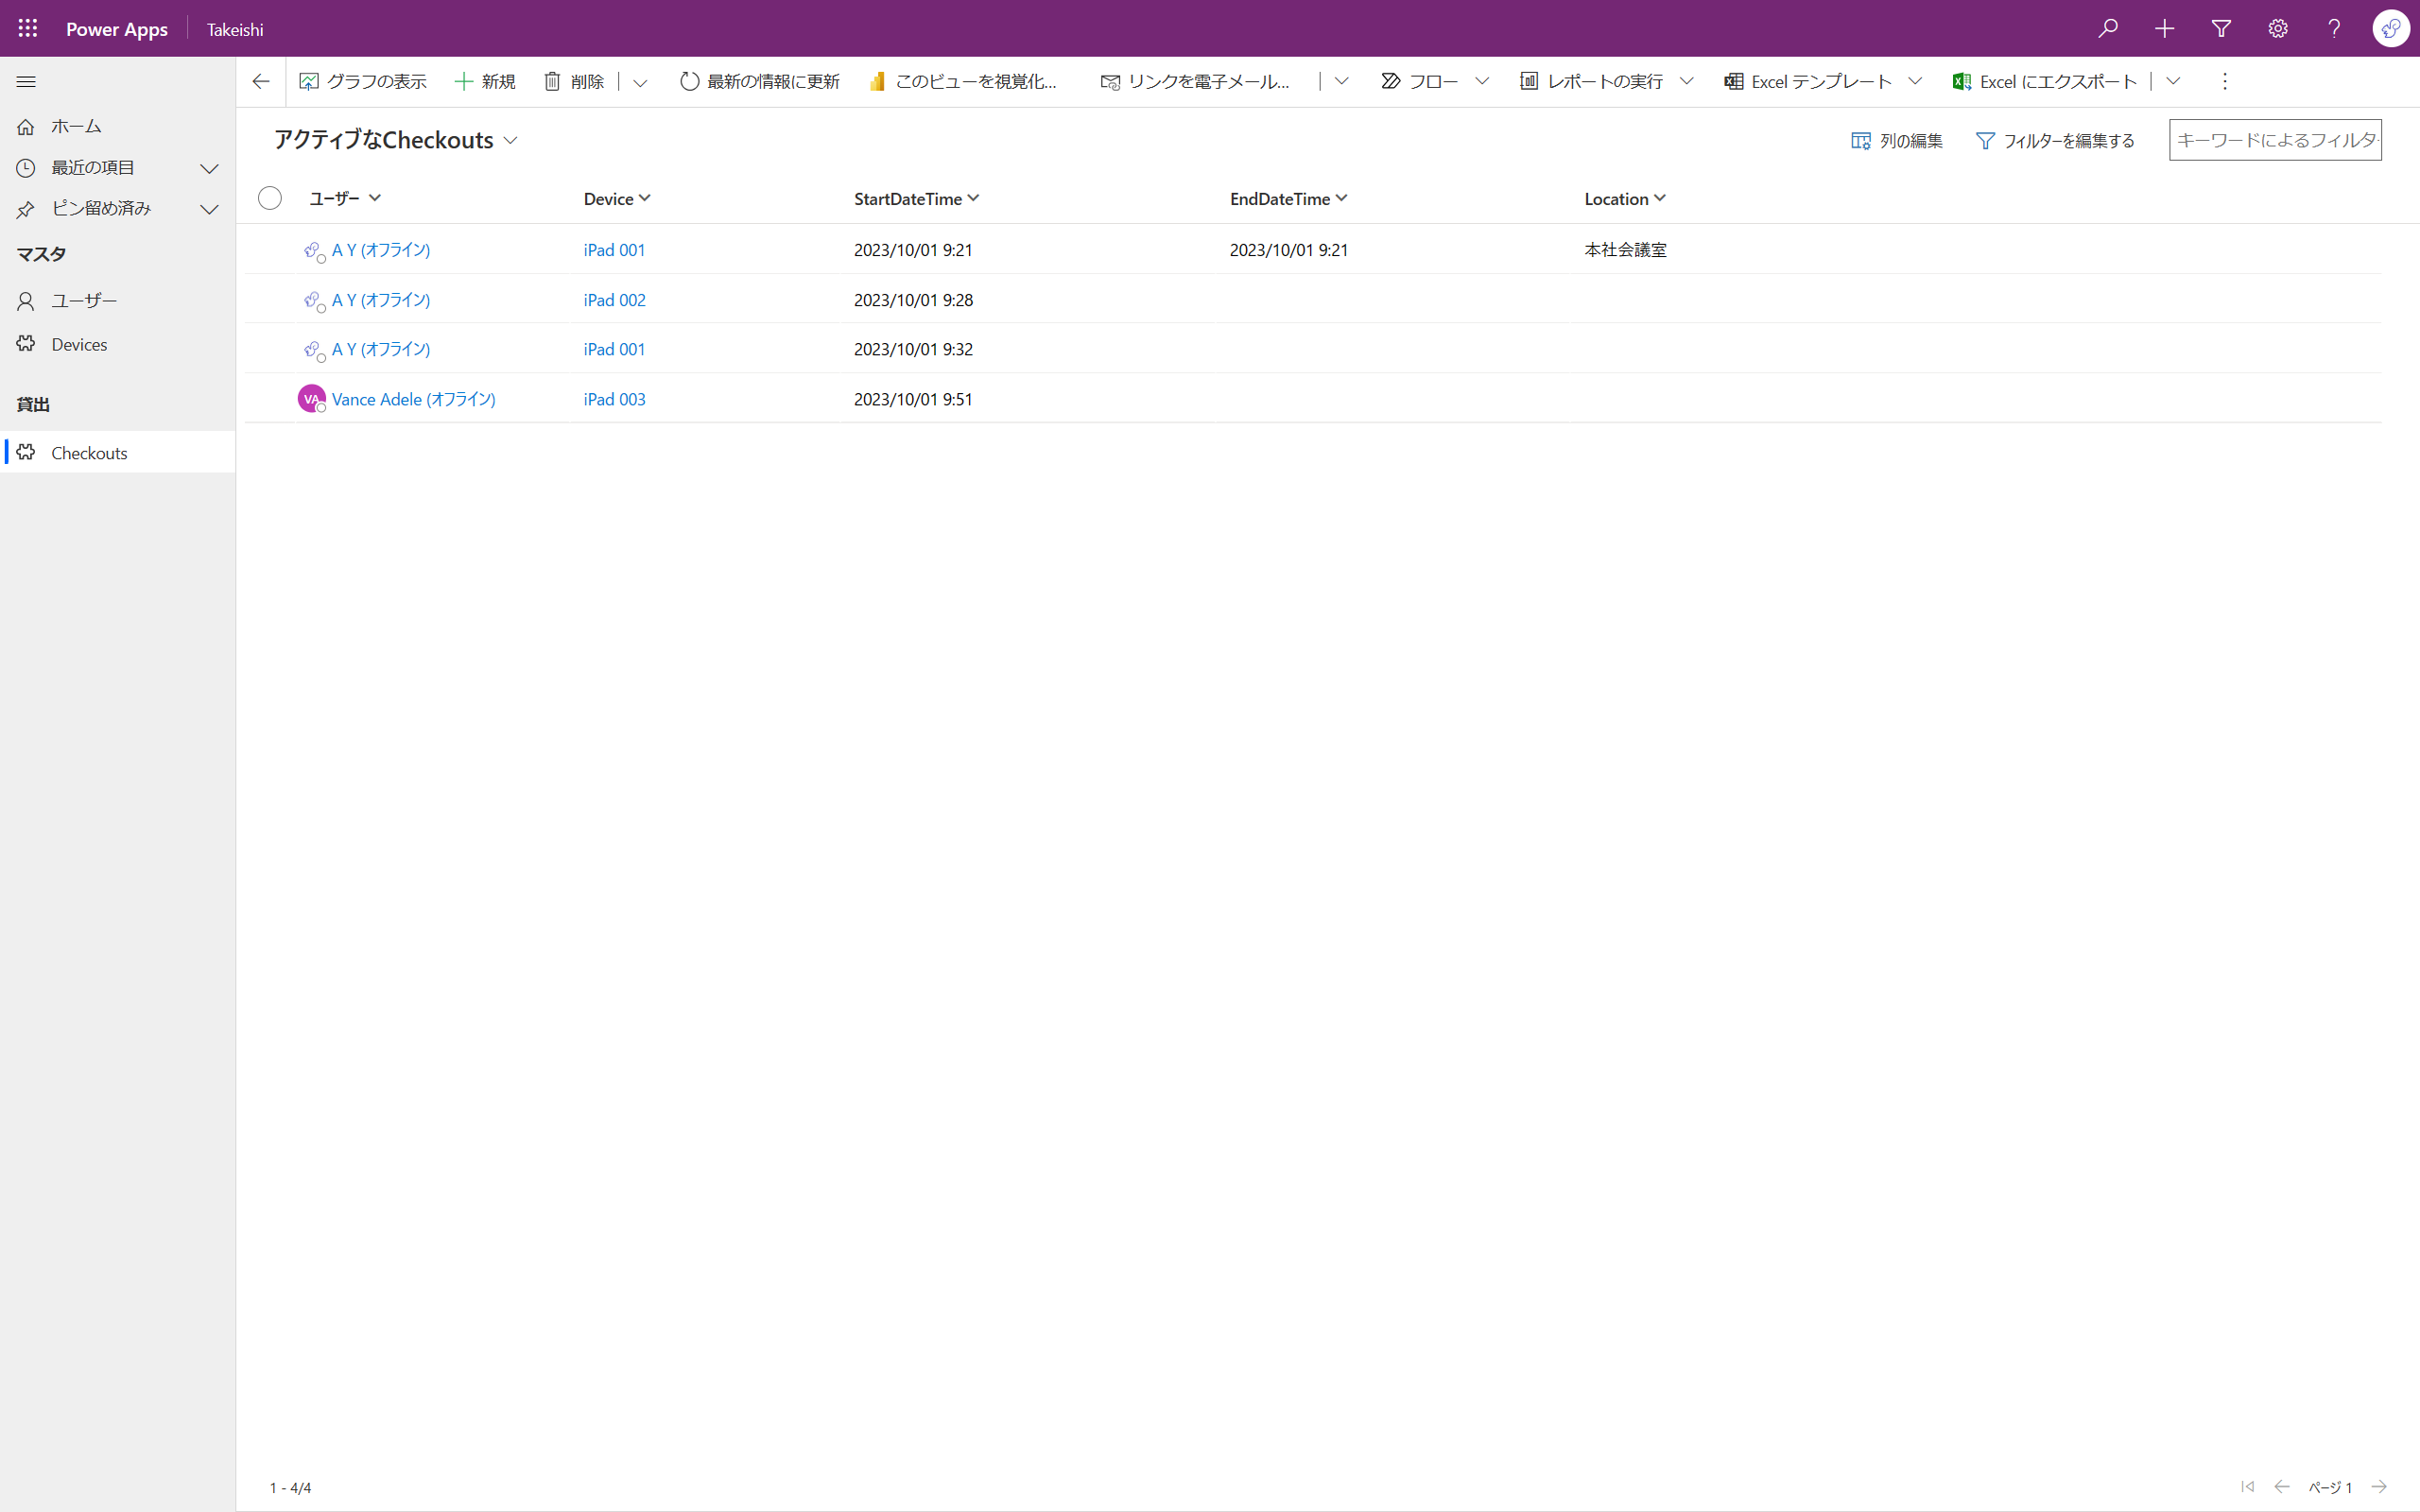 Power Apps Takeishi
グラフの表示 新規 削除 最新の情報に更新 このビューを視覚化... リンクを電子メール... フロー レポートの実行 Excel テンプレート Excel にエクスポート
ホーム
最近の項目
ピン留め済み
マスタ
ユーザー
Devices
貸出
Checkouts
アクティブなCheckouts 列の編集 フィルターを編集する キーワードによるフィルター
ユーザー Device StartDateTime EndDateTime Location
A Y (オフライン) iPad 001 2023/10/01 9:21 2023/10/01 9:21 本社会議室
A Y (オフライン) iPad 002 2023/10/01 9:28
A Y (オフライン) iPad 001 2023/10/01 9:32
VA Vance Adele (オフライン) iPad 003 2023/10/01 9:51
1 - 4/4 ページ 1